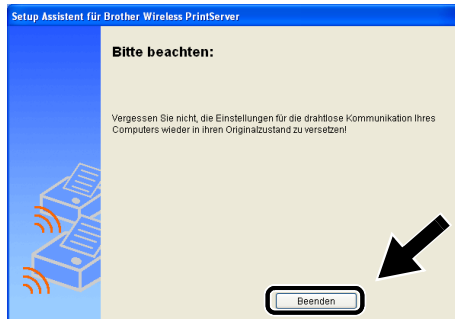 Setup Assistent für Brother Wireless PrintServer
Bitte beachten:
Vergessen Sie nicht, die Einstellungen für die drahtlose Kommunikation Ihres
Computers wieder in ihren Originalzustand zu versetzen!
Beenden